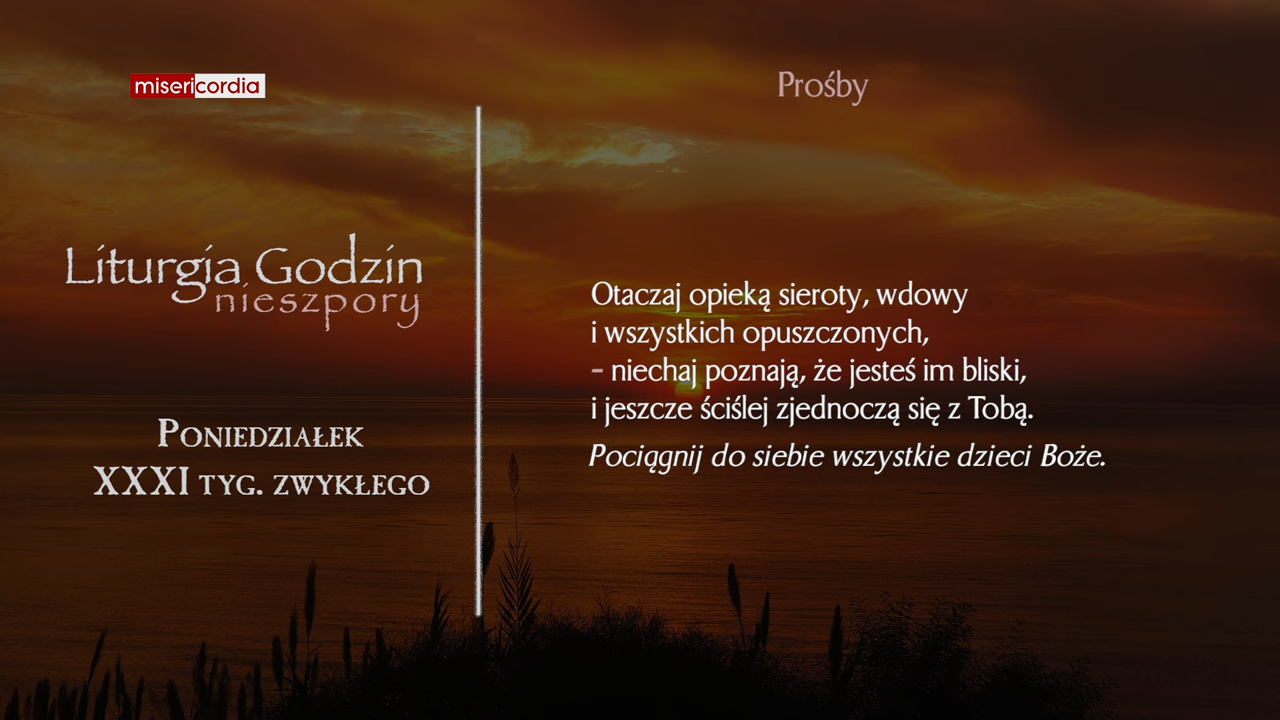 misericordia
Liturgia Godzin
nieszpory
Poniedziałek
XXXI tyg. zwykłego
Prośby
Otaczaj opieką sieroty, wdowy
i wszystkich opuszczonych,
– niechaj poznają, że jesteś im bliski,
i jeszcze ściślej zjednoczą się z Tobą.
Pociągnij do siebie wszystkie dzieci Boże.